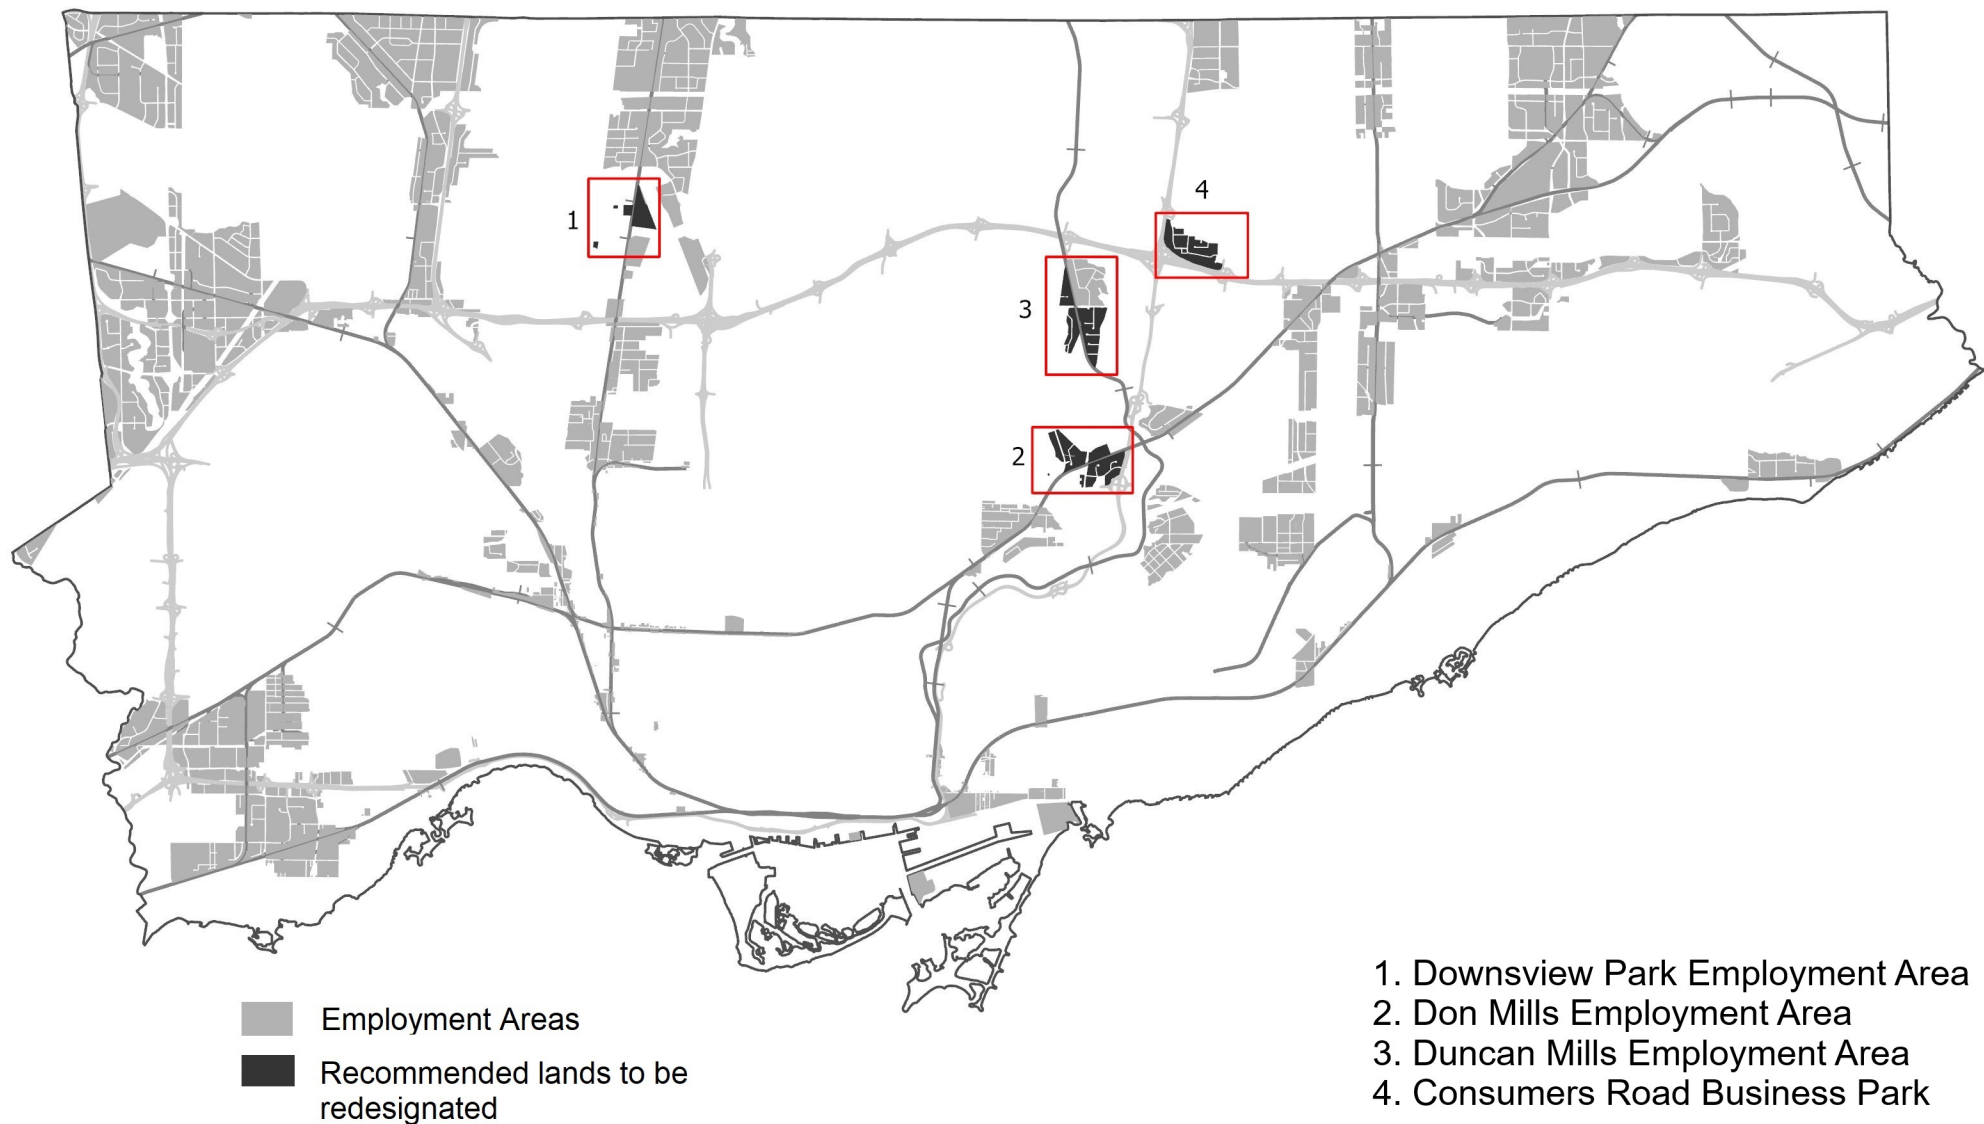 4
1
3
2
Employment Areas
Recommended lands to be
redesignated
1. Downsview Park Employment Area
2. Don Mills Employment Area
3. Duncan Mills Employment Area
4. Consumers Road Business Park